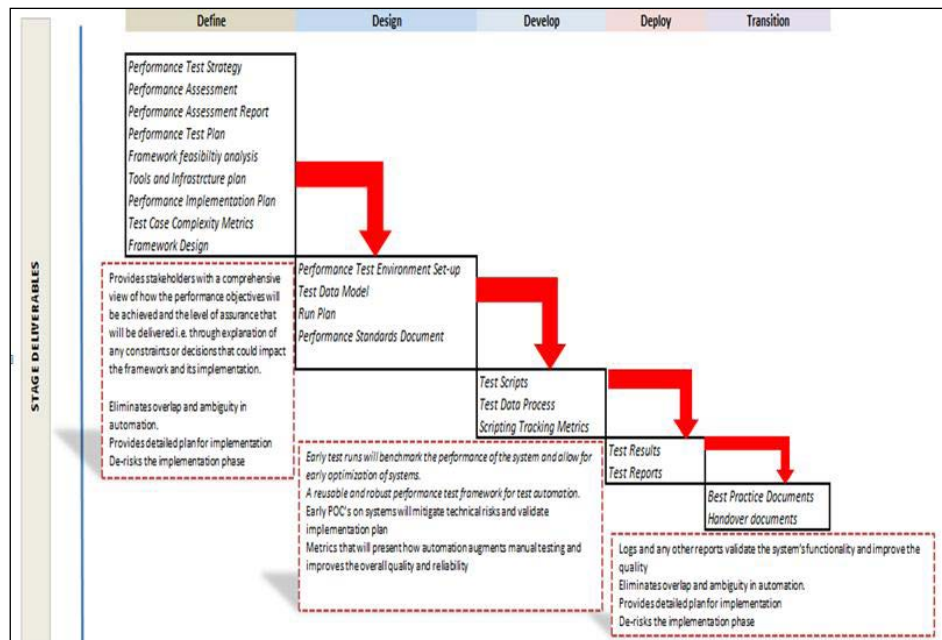 Define
Design
Develop
Deploy
Transition
STAGE DELIVERABLES
Performance Test Strategy
Performance Assessment
Performance Assessment Report
Performance Test Plan
Framework feasibiltiy analysis
Tools and Infrastrcture plan
Performance Implementation Plan
Test Case Complexity Metrics
Framework Design
Provides stakeholders with a comprehensive
view of how the performance objectives will
be achieved and the level of assurance that
will be delivered i.e. through explanation of
any constraints or decisions that could impact
the framework and its implementation.
Eliminates overlap and ambiguity in
automation.
Provides detailed plan for implementation
De-risks the implementation phase
Performance Test Environment Set-up
Test Data Model
Run Plan
Performance Standards Document
Test Scripts
Test Data Process
Scripting Tracking Metrics
Early test runs will benchmark the performance of the system and allow for
early optimization of systems.
A reusable and robust performance test framework for test automation.
Early POC's on systems will mitigate technical risks and validate
implementation plan
Metrics that will present how automation augments manual testing and
improves the overall quality and reliability
Test Results
Test Reports
Best Practice Documents
Handover documents
Logs and any other reports validate the system's functionality and improve the
quality
Eliminates overlap and ambiguity in automation.
Provides detailed plan for implementation
De-risks the implementation phase